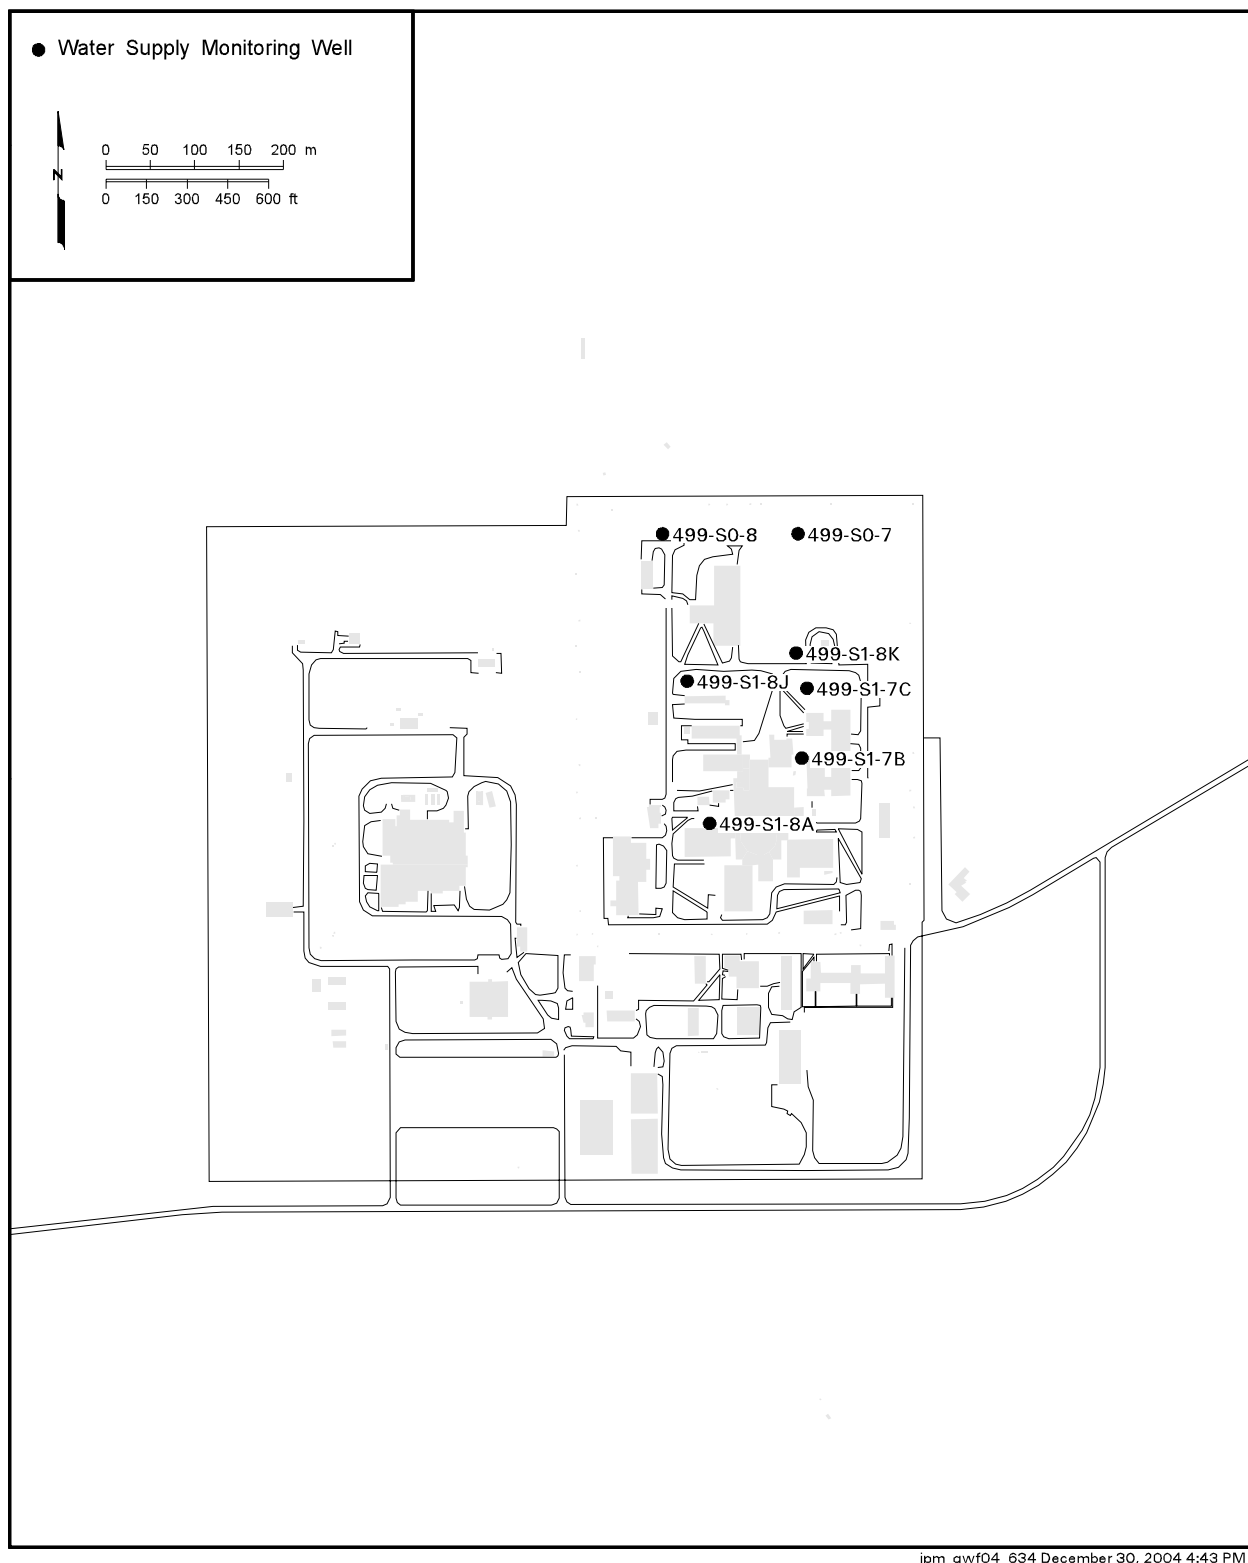 Water Supply Monitoring Well
0 50 100 150 200 m
N
0 150 300 450 600 ft
499-S0-8 499-S0-7
499-S1-8K
499-S1-8J 499-S1-7C
499-S1-7B
499-S1-8A
jpm_gwf04_634 December 30, 2004 4:43 PM